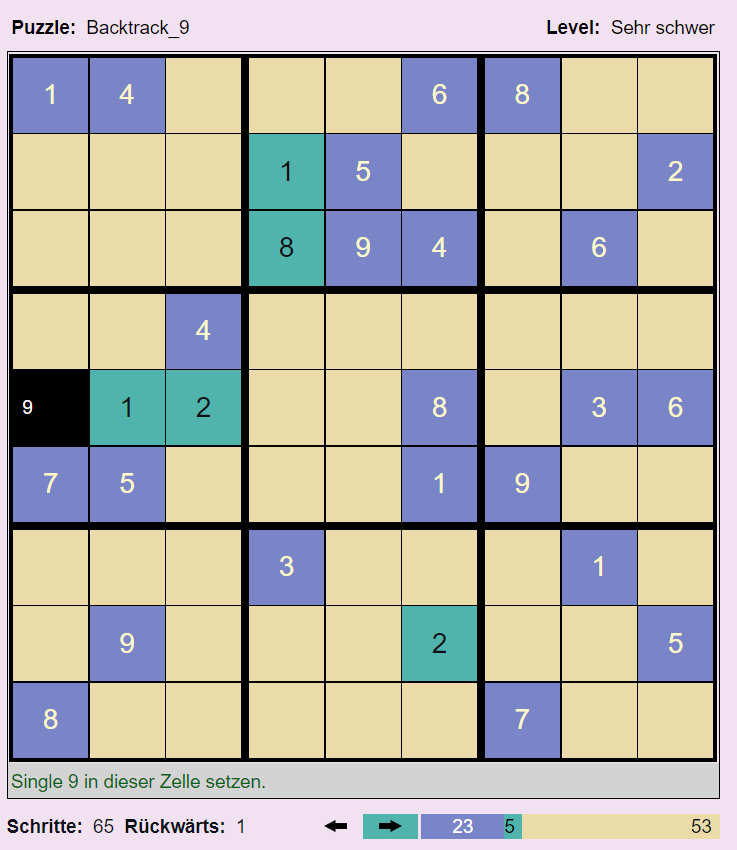 Puzzle: Backtrack_9 Level: Sehr schwer
1 4 6 8
1 5 2
8 9 4 6
4
9 1 2 8 3 6
7 5 1 9
3 1
9 2 5
8 7
Single 9 in dieser Zelle setzen.
Schritte: 65 Rückwärts: 1 23 5 53